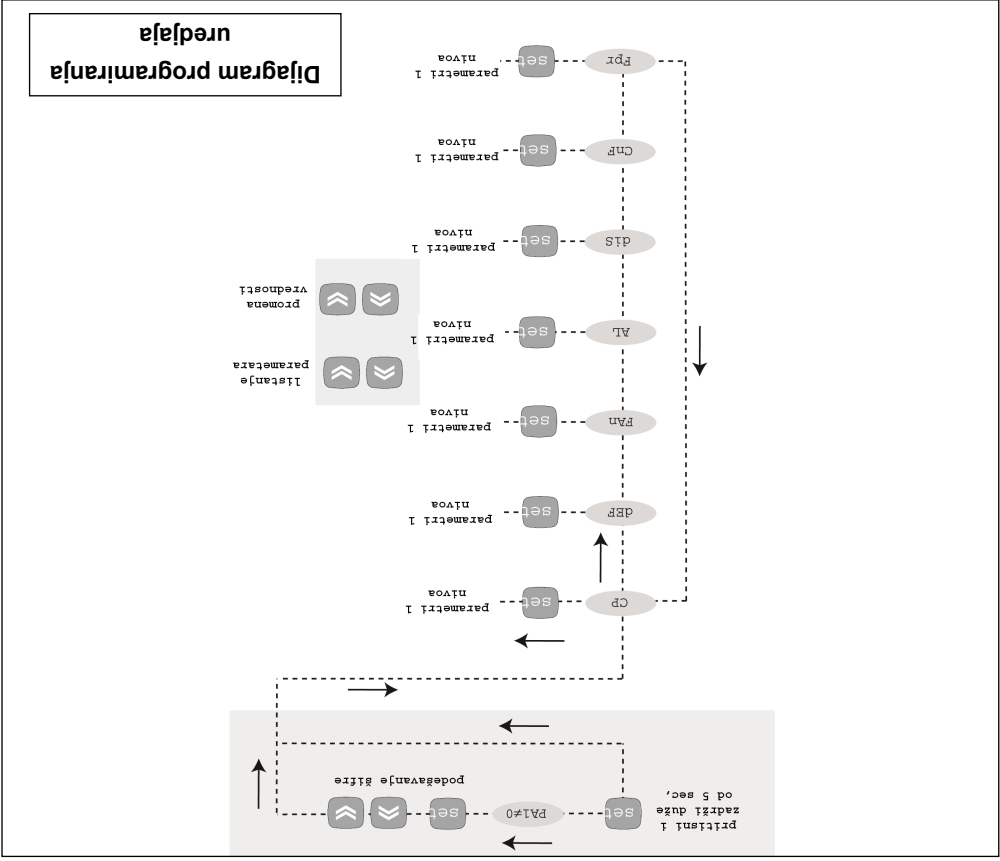 pritisni i
zadrži duže
od 5 sec,
set
PA1≠0
set
podešavanje šifre
CP
set
parametri 1
nivoa
dEF
set
parametri 1
nivoa
FAn
set
parametri 1
nivoa
listanje
parametara
AL
set
parametri 1
nivoa
promena
vrednosti
diS
set
parametri 1
nivoa
CnF
set
parametri 1
nivoa
Fpr
set
parametri 1
nivoa
Dijagram programiranja
uredjaja